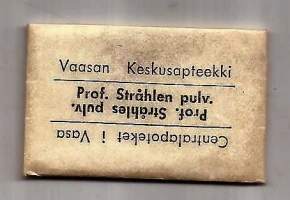 Vaasan Keskusapteekki
Prof. Stråhlen pulv.
Prof. Stråhles pulv.
Centralapoteket i Vasa